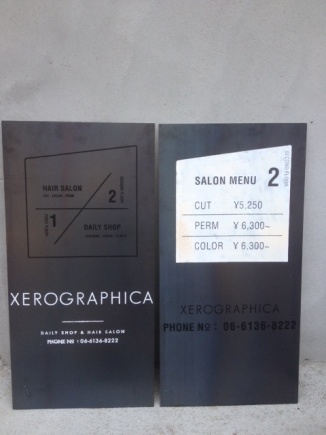 HAIR SALON
2
1
DAILY SHOP
XEROGRAPHICA
DAILY SHOP & HAIR SALON
PHONE No : 06-6136-8222
SALON MENU 2
CUT ¥5.250
PERM ¥ 6,300~
COLOR ¥ 6.300~
XEROGRAPHICA
PHONE No : 06-6136-8222